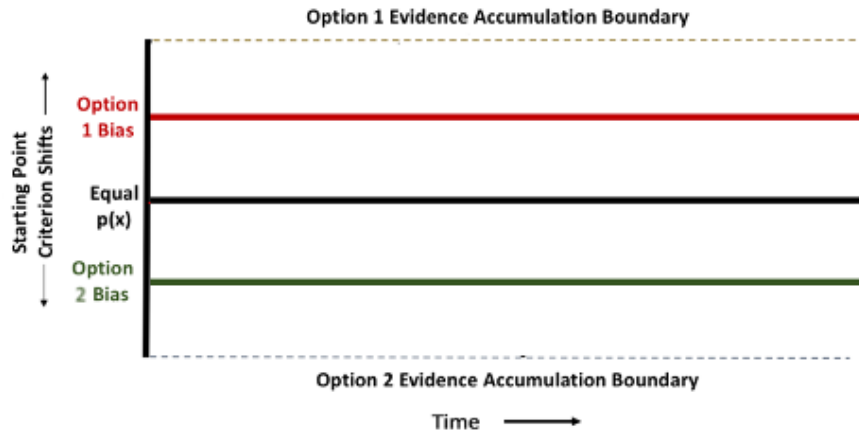 Option 1 Evidence Accumulation Boundary
Starting Point
Criterion Shifts
Option
1 Bias
Equal
p(x)
Option
2 Bias
Option 2 Evidence Accumulation Boundary
Time